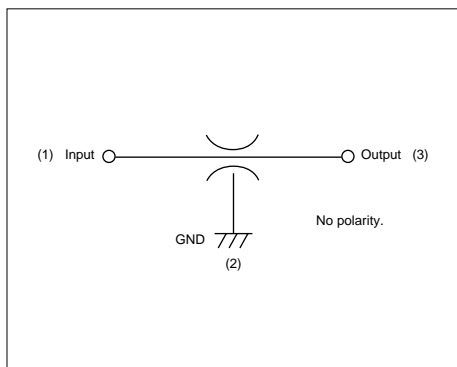 (1) Input Output (3)
No polarity.
GND
(2)